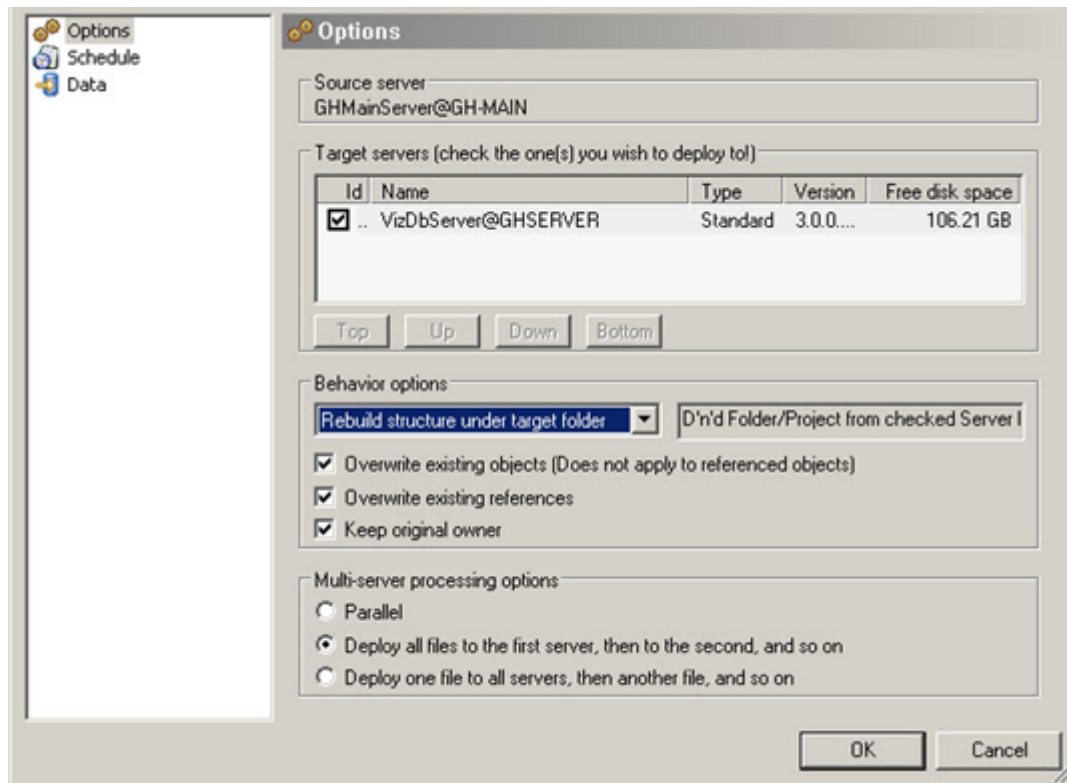 Options
Schedule
Data
Options
Source server
GHMainServer@GH-MAIN
Target servers (check the one(s) you wish to deploy to!)
Id Name Type Version Free disk space
.. VizDbServer@GHSERVER Standard 3.0.0.... 106.21 GB
Top Up Down Bottom
Behavior options
Rebuild structure under target folder D'n'd Folder/Project from checked Server
Overwrite existing objects (Does not apply to referenced objects)
Overwrite existing references
Keep original owner
Multi-server processing options
Parallel
Deploy all files to the first server, then to the second, and so on
Deploy one file to all servers, then another file, and so on
OK Cancel